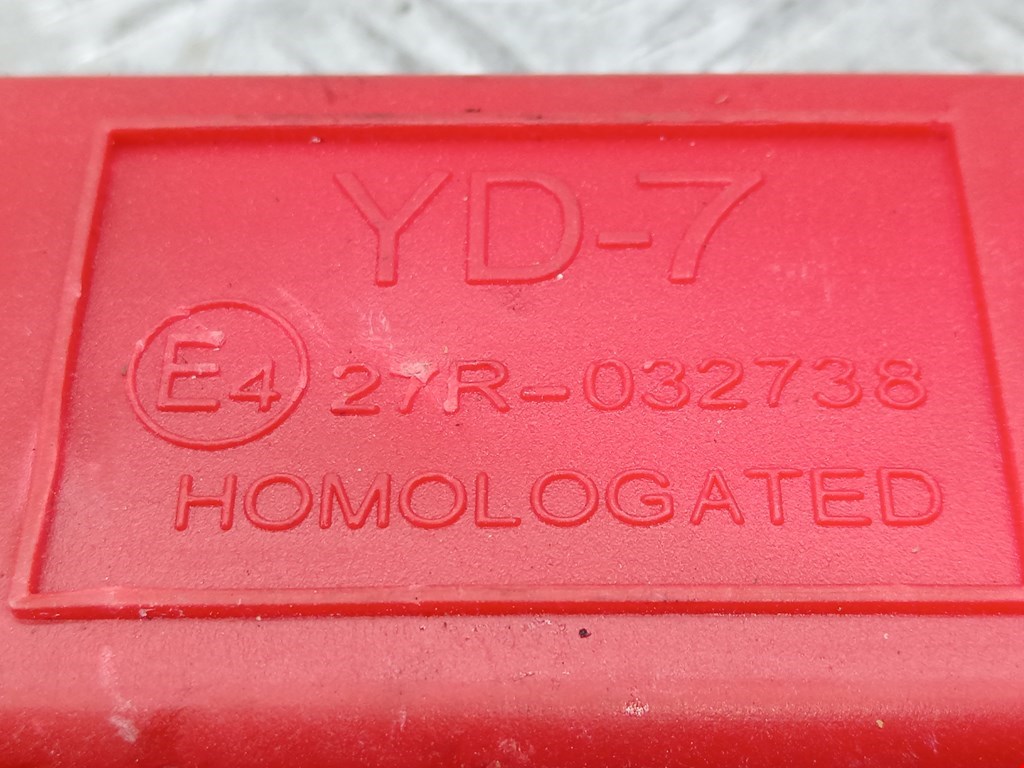 YD-7
E4 27R-032738
HOMOLOGATED